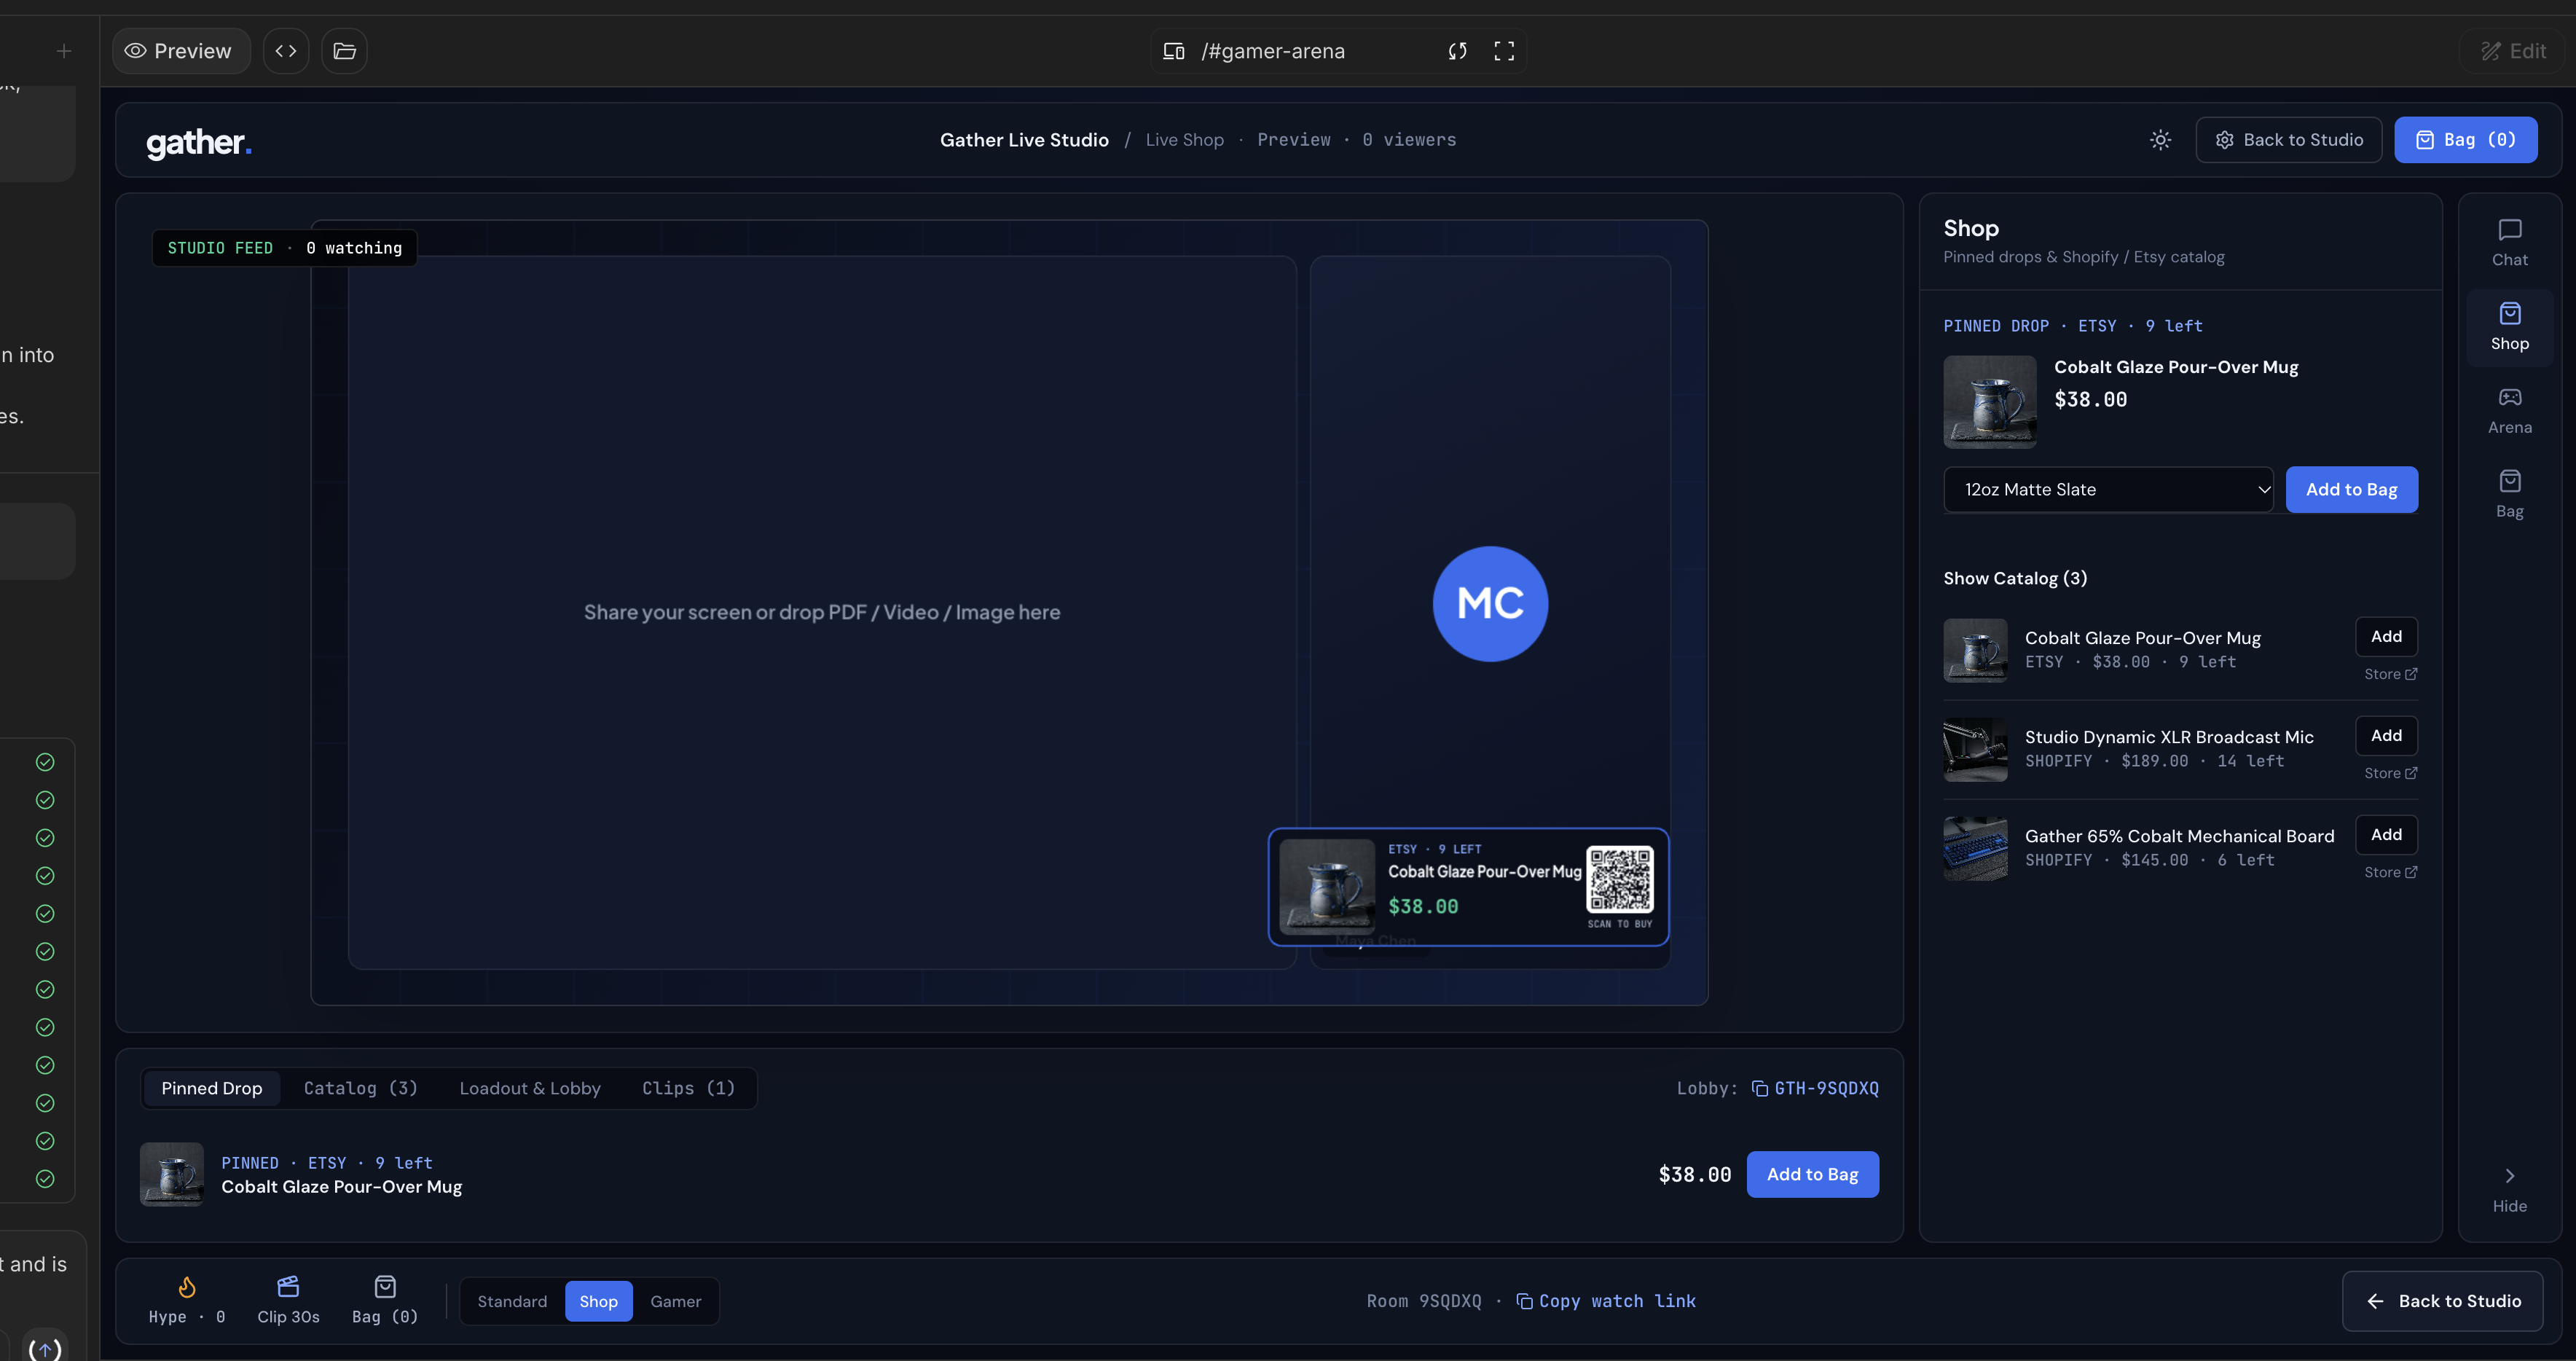 Preview
/#gamer-arena
Edit
n into
es.
t and is
gather.
Gather Live Studio / Live Shop · Preview · 0 viewers
Back to Studio
Bag (0)
STUDIO FEED · 0 watching
Share your screen or drop PDF / Video / Image here
MC
ETSY · 9 LEFT
Cobalt Glaze Pour-Over Mug
$38.00
SCAN TO BUY
Maya Chen
Shop
Pinned drops & Shopify / Etsy catalog
PINNED DROP · ETSY · 9 left
Cobalt Glaze Pour-Over Mug
$38.00
12oz Matte Slate
Add to Bag
Show Catalog (3)
Cobalt Glaze Pour-Over Mug
ETSY · $38.00 · 9 left
Add
Store
Studio Dynamic XLR Broadcast Mic
SHOPIFY · $189.00 · 14 left
Add
Store
Gather 65% Cobalt Mechanical Board
SHOPIFY · $145.00 · 6 left
Add
Store
Chat
Shop
Arena
Bag
Hide
Pinned Drop
Catalog (3)
Loadout & Lobby
Clips (1)
Lobby: GTH-9SQDXQ
PINNED · ETSY · 9 left
Cobalt Glaze Pour-Over Mug
$38.00
Add to Bag
Hype · 0
Clip 30s
Bag (0)
Standard
Shop
Gamer
Room 9SQDXQ · Copy watch link
Back to Studio